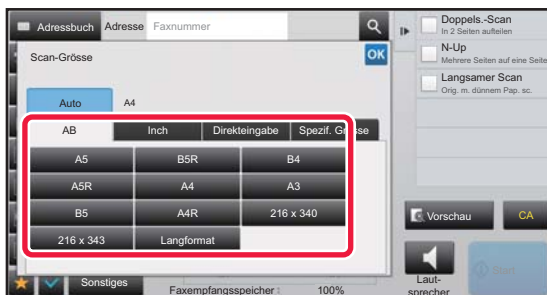 Adressbuch Adresse Faxnummer
Scan-Grösse OK
Auto A4
AB Inch Direkteingabe Spezif. Grösse
A5 B5R B4
A5R A4 A3
B5 A4R 216 x 340
216 x 343 Langformat
Sonstiges
Faxempfangsspeicher : 100%
Doppels.-Scan
In 2 Seiten aufteilen
N-Up
Mehrere Seiten auf eine Seite
Langsamer Scan
Orig. m. dünnem Pap. sc.
Vorschau CA
Start
Laut-
sprecher